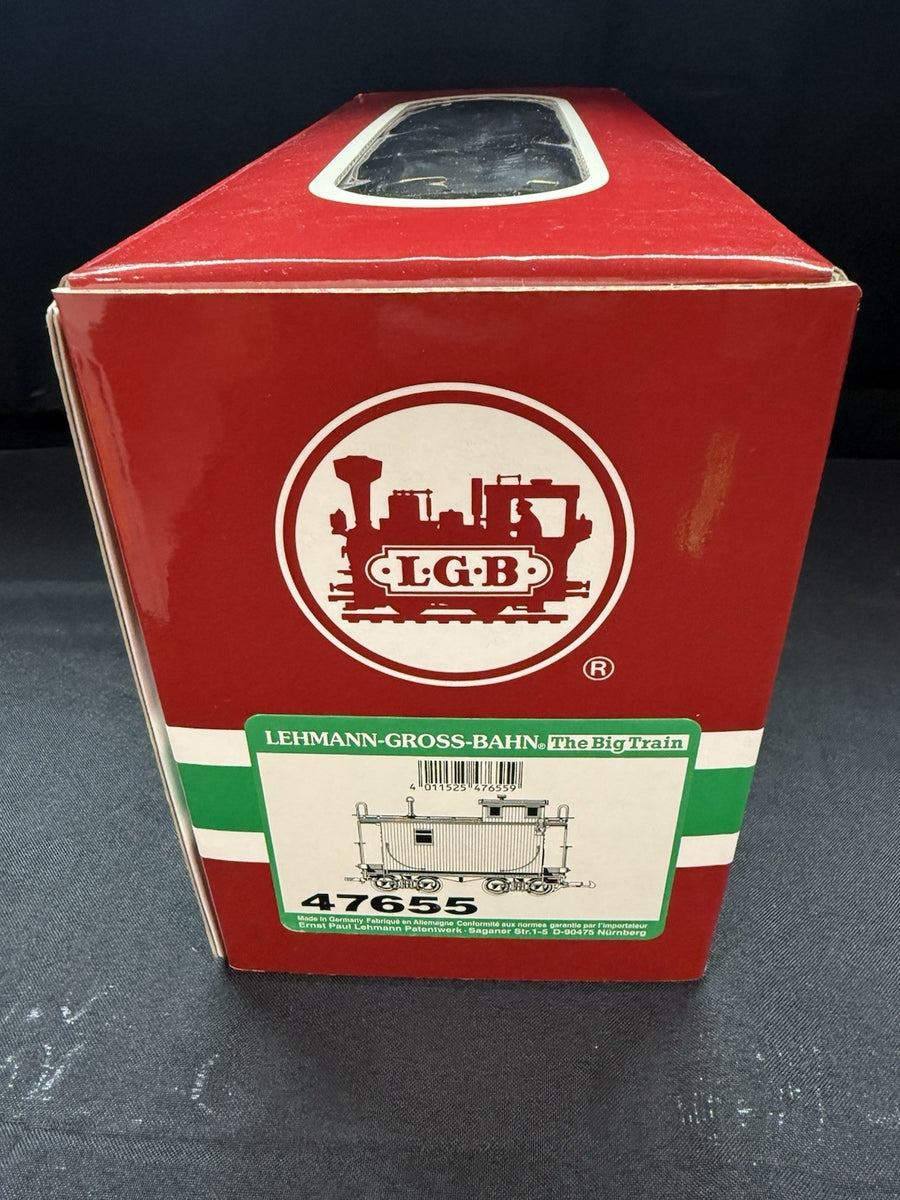 L·G·B
®
LEHMANN-GROSS-BAHN® The Big Train
4 011525 476559
47655
Made in Germany Fabriqué en Allemagne Conformité aux normes garantie par l'importateur
Ernst Paul Lehmann Patentwerk · Saganer Str. 1-5 D-90475 Nürnberg